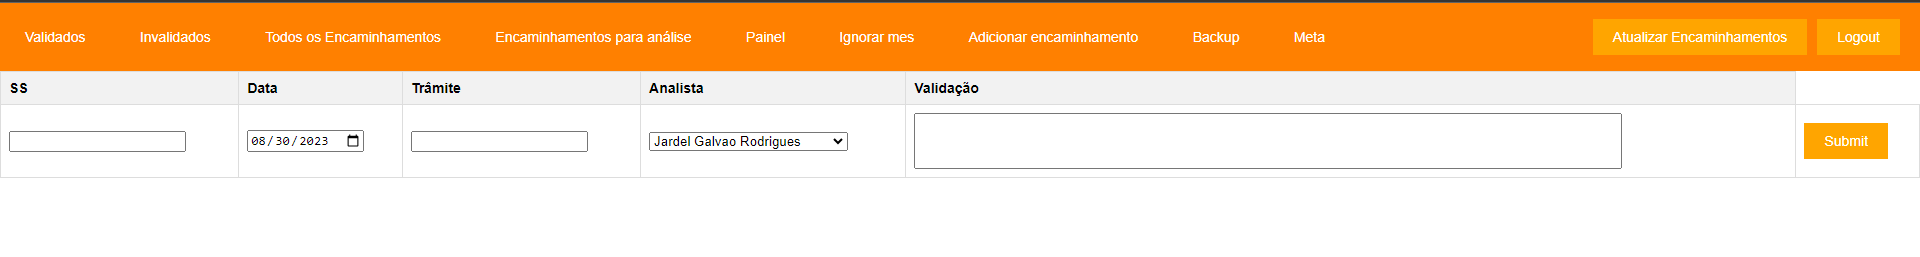 Validados Invalidados Todos os Encaminhamentos Encaminhamentos para análise Painel Ignorar mes Adicionar encaminhamento Backup Meta Atualizar Encaminhamentos Logout
SS Data Trâmite Analista Validação
08/30/2023 Jardel Galvao Rodrigues Submit